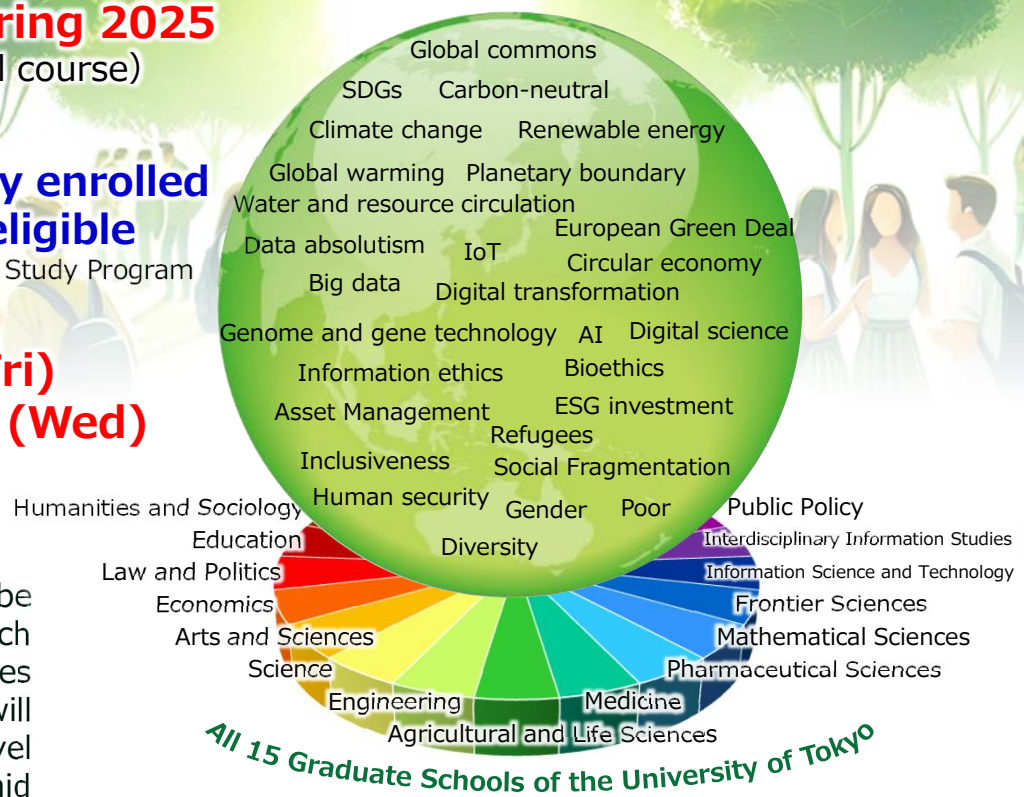 ring 2025
l course)
y enrolled
eligible
Study Program
ri)
(Wed)
be
ch
es
will
vel
id
Global commons
SDGs Carbon-neutral
Climate change Renewable energy
Global warming Planetary boundary
Water and resource circulation
European Green Deal
Data absolutism IoT
Circular economy
Big data
Digital transformation
Genome and gene technology AI Digital science
Information ethics Bioethics
Asset Management ESG investment
Refugees
Inclusiveness Social Fragmentation
Human security Gender Poor
Diversity
Humanities and Sociology
Education
Law and Politics
Economics
Arts and Sciences
Science
Engineering
Agricultural and Life Sciences
Medicine
Pharmaceutical Sciences
Mathematical Sciences
Frontier Sciences
Information Science and Technology
Interdisciplinary Information Studies
Public Policy
All 15 Graduate Schools of the University of Tokyo